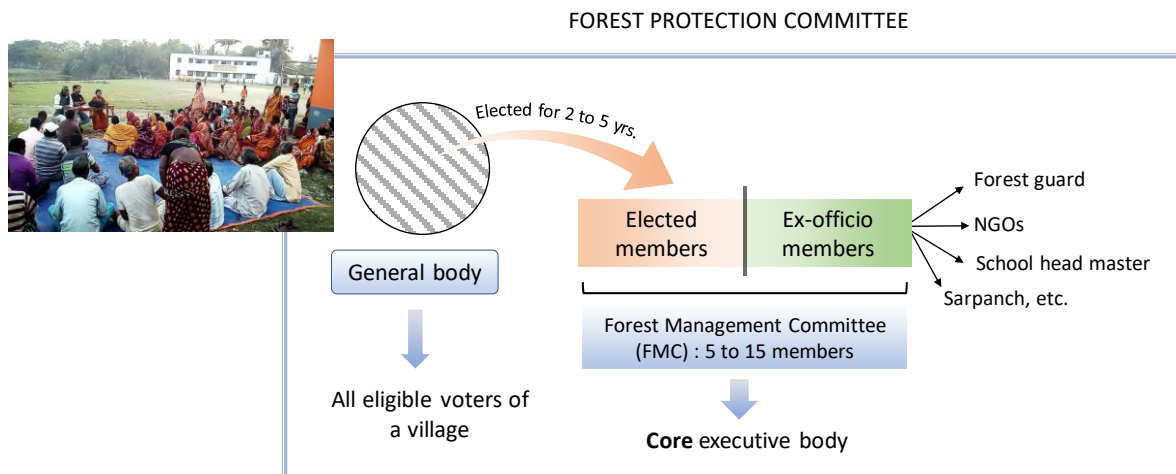 FOREST PROTECTION COMMITTEE
Elected for 2 to 5 yrs.
General body
All eligible voters of
a village
Elected
members
Ex-officio
members
Forest guard
NGOs
School head master
Sarpanch, etc.
Forest Management Committee
(FMC) : 5 to 15 members
Core executive body